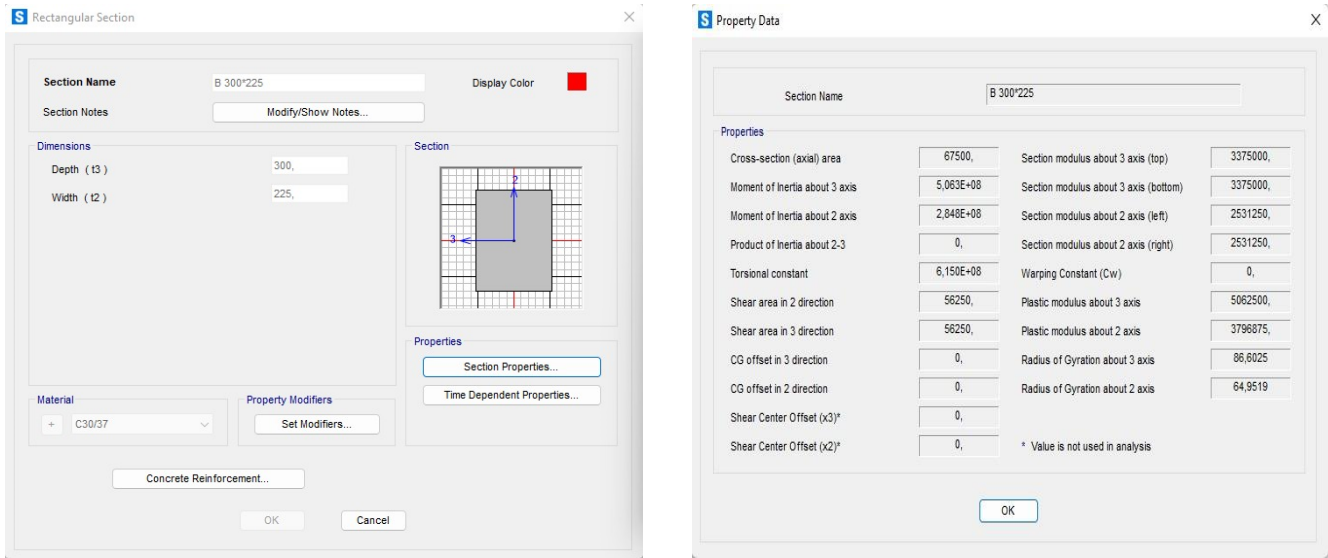 S Rectangular Section
Section Name B 300*225 Display Color
Section Notes Modify/Show Notes...
Dimensions
Depth ( t3 ) 300,
Width ( t2 ) 225,
Section
2
3
Properties
Section Properties...
Time Dependent Properties...
Material
+ C30/37
Property Modifiers
Set Modifiers...
Concrete Reinforcement...
OK Cancel
S Property Data X
Section Name B 300*225
Properties
Cross-section (axial) area 67500, Section modulus about 3 axis (top) 3375000,
Moment of Inertia about 3 axis 5,063E+08 Section modulus about 3 axis (bottom) 3375000,
Moment of Inertia about 2 axis 2,848E+08 Section modulus about 2 axis (left) 2531250,
Product of Inertia about 2-3 0, Section modulus about 2 axis (right) 2531250,
Torsional constant 6,150E+08 Warping Constant (Cw) 0,
Shear area in 2 direction 56250, Plastic modulus about 3 axis 5062500,
Shear area in 3 direction 56250, Plastic modulus about 2 axis 3796875,
CG offset in 3 direction 0, Radius of Gyration about 3 axis 86,6025
CG offset in 2 direction 0, Radius of Gyration about 2 axis 64,9519
Shear Center Offset (x3)* 0,
Shear Center Offset (x2)* 0, * Value is not used in analysis
OK